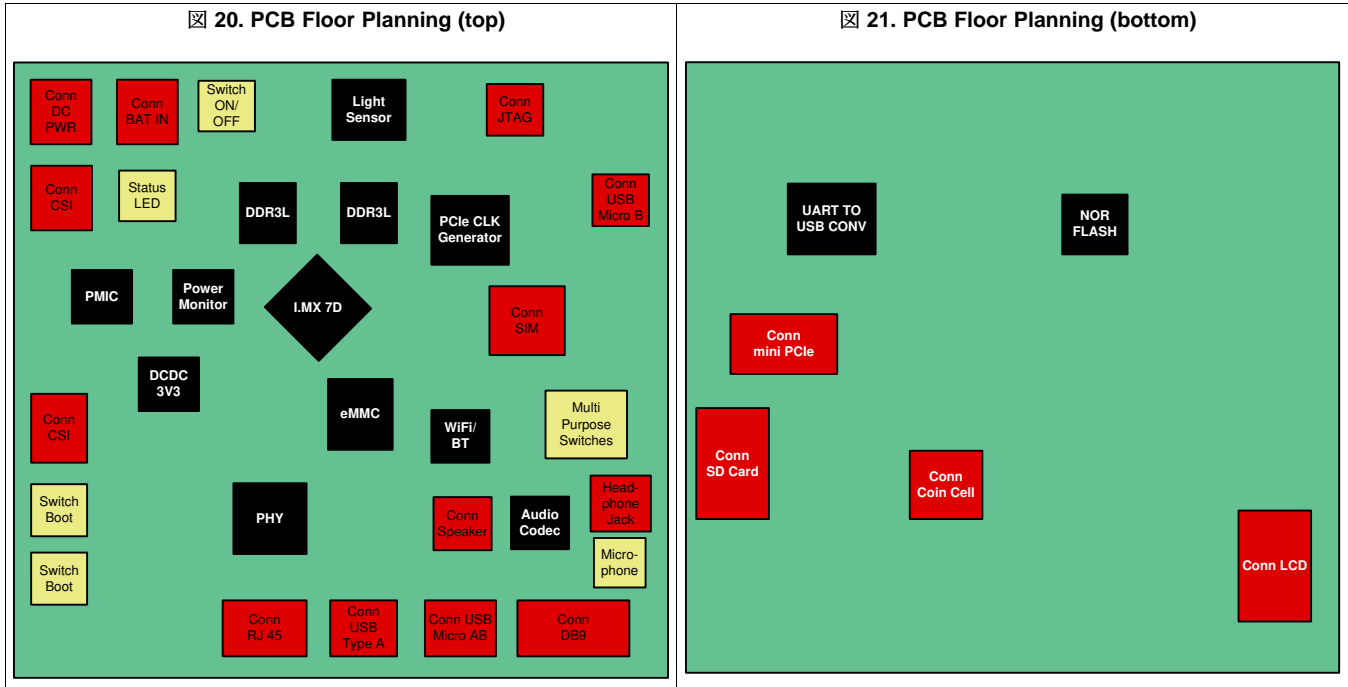 図 20. PCB Floor Planning (top)
Conn
DC
PWR
Conn
BAT IN
Switch
ON/
OFF
Light
Sensor
Conn
JTAG
Conn
CSI
Status
LED
DDR3L
DDR3L
PCIe CLK
Generator
Conn
USB
Micro B
PMIC
Power
Monitor
I.MX 7D
Conn
SIM
DCDC
3V3
eMMC
Conn
CSI
WiFi/
BT
Multi
Purpose
Switches
Switch
Boot
PHY
Conn
Speaker
Audio
Codec
Head-
phone
Jack
Switch
Boot
Micro-
phone
Conn
RJ 45
Conn
USB
Type A
Conn USB
Micro AB
Conn
DB9
図 21. PCB Floor Planning (bottom)
UART TO
USB CONV
NOR
FLASH
Conn
mini PCIe
Conn
SD Card
Conn
Coin Cell
Conn LCD